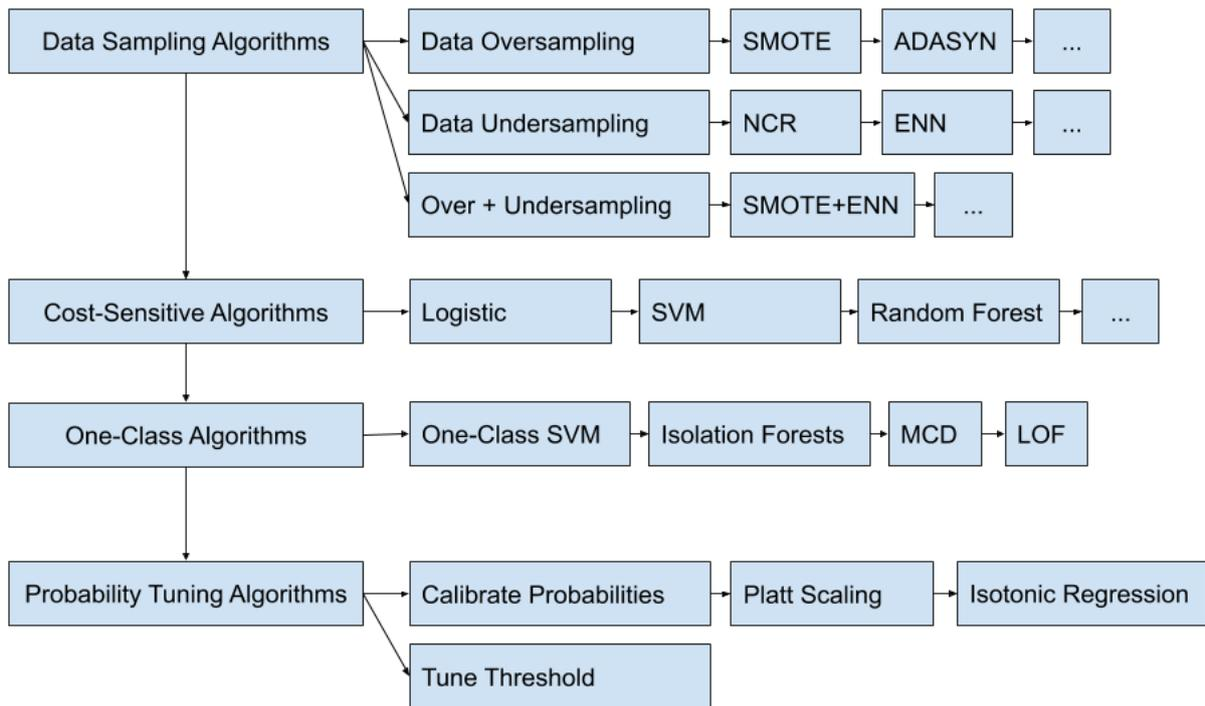 Data Sampling Algorithms
Data Oversampling
SMOTE
ADASYN
...
Data Undersampling
NCR
ENN
...
Over + Undersampling
SMOTE+ENN
...
Cost-Sensitive Algorithms
Logistic
SVM
Random Forest
...
One-Class Algorithms
One-Class SVM
Isolation Forests
MCD
LOF
Probability Tuning Algorithms
Calibrate Probabilities
Platt Scaling
Isotonic Regression
Tune Threshold